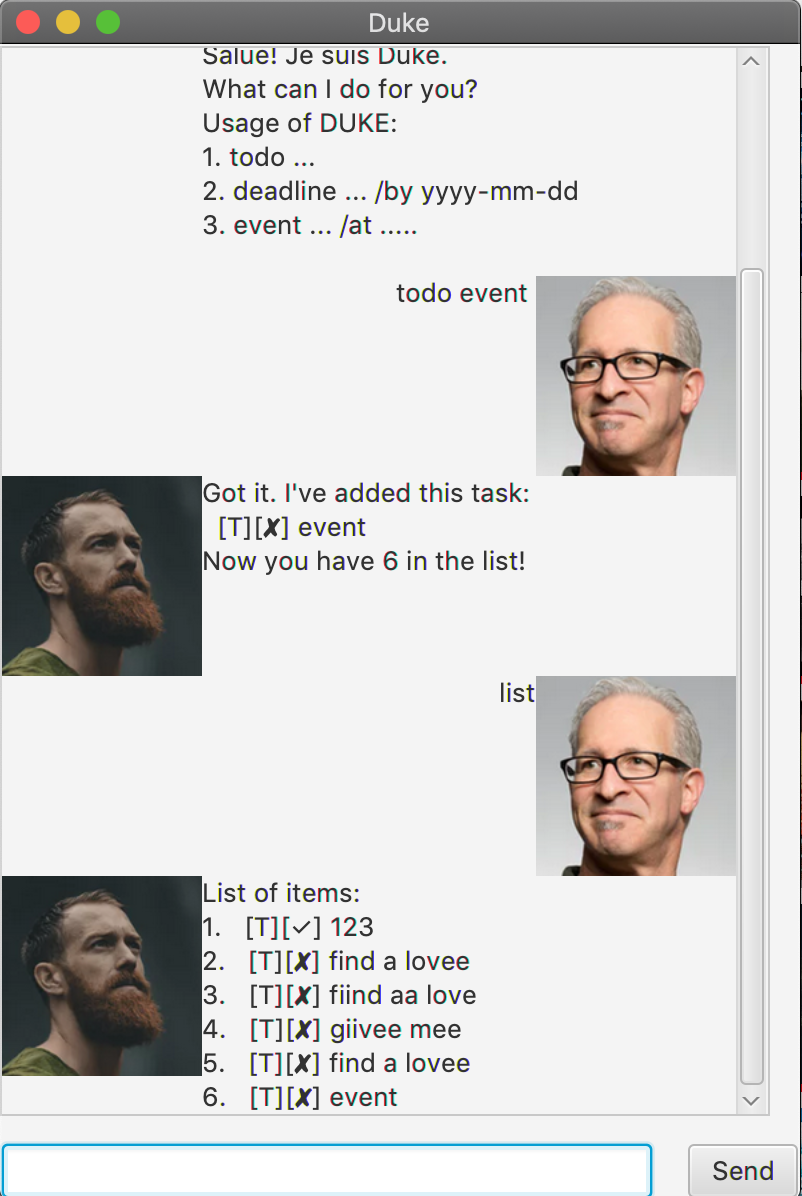 Duke
Salue! Je suis Duke.
What can I do for you?
Usage of DUKE:
1. todo ...
2. deadline ... /by yyyy-mm-dd
3. event ... /at .....
todo event
Got it. I've added this task:
[T][✘] event
Now you have 6 in the list!
list
List of items:
1. [T][✓] 123
2. [T][✘] find a lovee
3. [T][✘] fiind aa love
4. [T][✘] giivee mee
5. [T][✘] find a lovee
6. [T][✘] event
Send